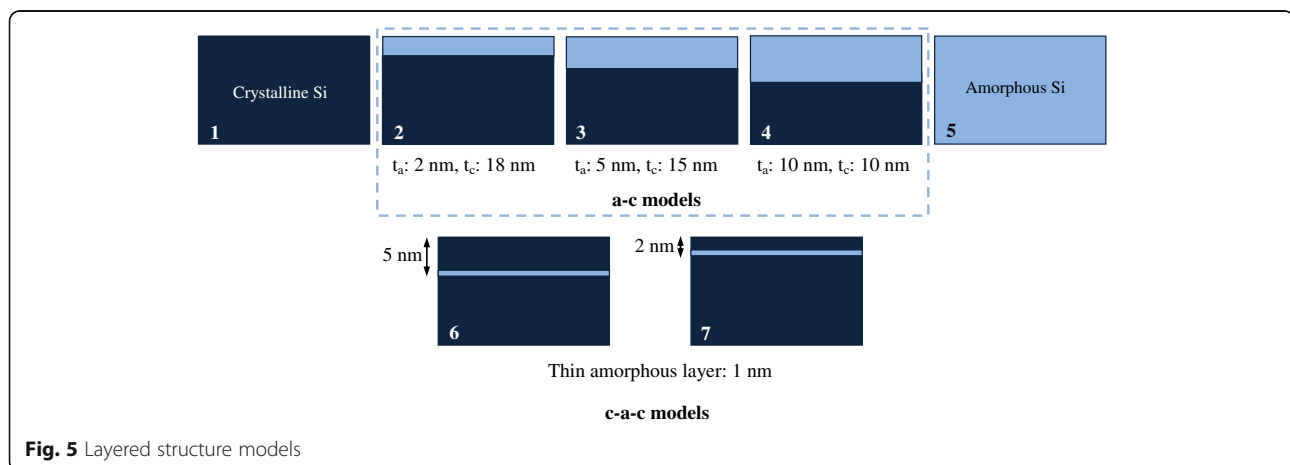 Crystalline Si
1
2
3
4
Amorphous Si
5
tₐ: 2 nm, t꜀: 18 nm
tₐ: 5 nm, t꜀: 15 nm
tₐ: 10 nm, t꜀: 10 nm
a-c models
5 nm
6
2 nm
7
Thin amorphous layer: 1 nm
c-a-c models
Fig. 5 Layered structure models